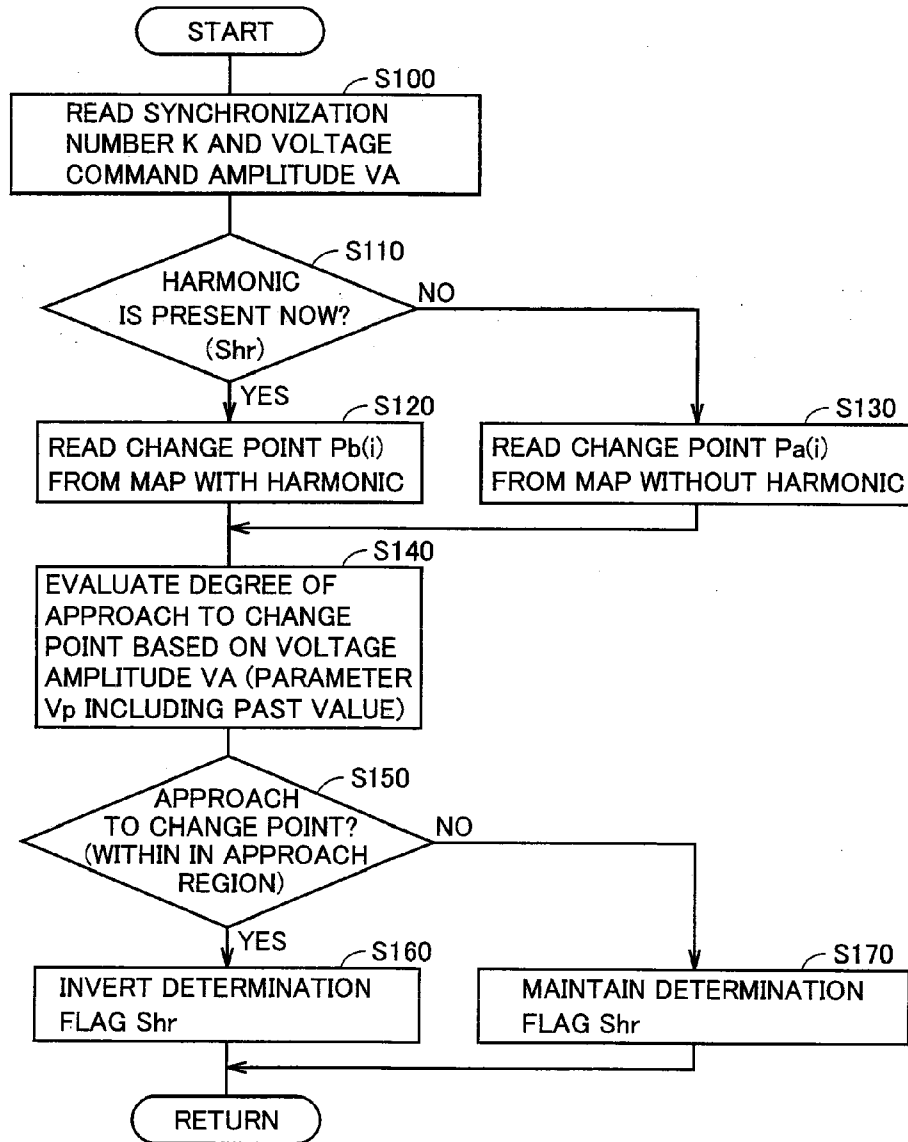 START
S100
READ SYNCHRONIZATION
NUMBER K AND VOLTAGE
COMMAND AMPLITUDE VA
S110
HARMONIC
IS PRESENT NOW?
(Shr)
NO
YES
S120
READ CHANGE POINT Pb(i)
FROM MAP WITH HARMONIC
S130
READ CHANGE POINT Pa(i)
FROM MAP WITHOUT HARMONIC
S140
EVALUATE DEGREE OF
APPROACH TO CHANGE
POINT BASED ON VOLTAGE
AMPLITUDE VA (PARAMETER
Vp INCLUDING PAST VALUE)
S150
APPROACH
TO CHANGE POINT?
(WITHIN IN APPROACH
REGION)
NO
YES
S160
INVERT DETERMINATION
FLAG Shr
S170
MAINTAIN DETERMINATION
FLAG Shr
RETURN